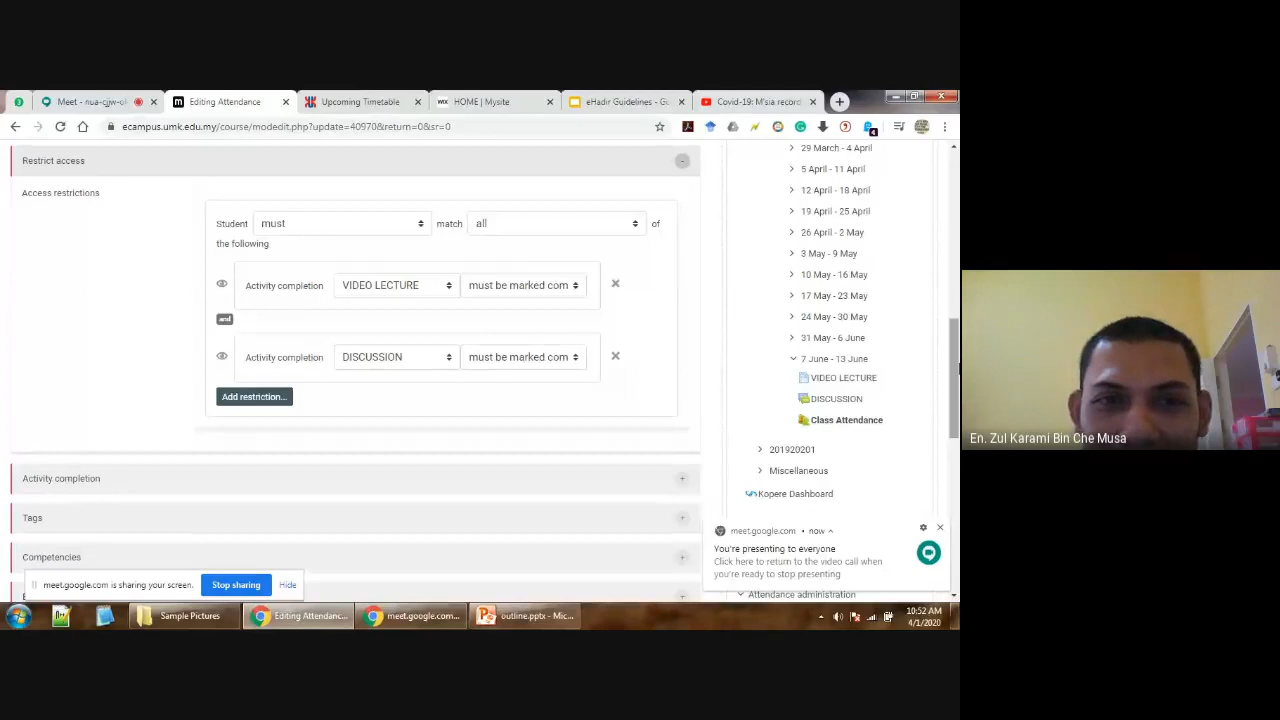 Meet - nua-cjjw-o
Editing Attendance
Upcoming Timetable
WIX
HOME | Mysite
eHadir Guidelines - Go
Covid-19: M'sia record
ecampus.umk.edu.my/course/modedit.php?update=40970&return=0&sr=0
4
Restrict access
Access restrictions
Student must match all of
the following
Activity completion VIDEO LECTURE must be marked com
and
Activity completion DISCUSSION must be marked com
Add restriction...
Activity completion
Tags
Competencies
29 March - 4 April
5 April - 11 April
12 April - 18 April
19 April - 25 April
26 April - 2 May
3 May - 9 May
10 May - 16 May
17 May - 23 May
24 May - 30 May
31 May - 6 June
7 June - 13 June
VIDEO LECTURE
DISCUSSION
Class Attendance
201920201
Miscellaneous
Kopere Dashboard
meet.google.com • now
You're presenting to everyone
Click here to return to the video call when
you're ready to stop presenting
Attendance administration
meet.google.com is sharing your screen.
Stop sharing
Hide
Sample Pictures
Editing Attendanc...
meet.google.com...
outline.pptx - Mic...
10:52 AM
4/1/2020
En. Zul Karami Bin Che Musa